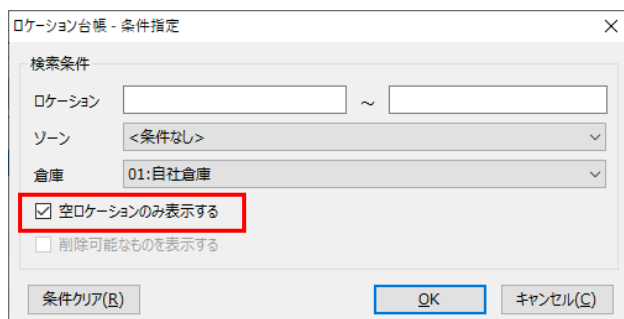 ロケーション台帳 - 条件指定
検索条件
ロケーション ～
ゾーン <条件なし>
倉庫 01:自社倉庫
空ロケーションのみ表示する
削除可能なものを表示する
条件クリア(R) OK キャンセル(C)